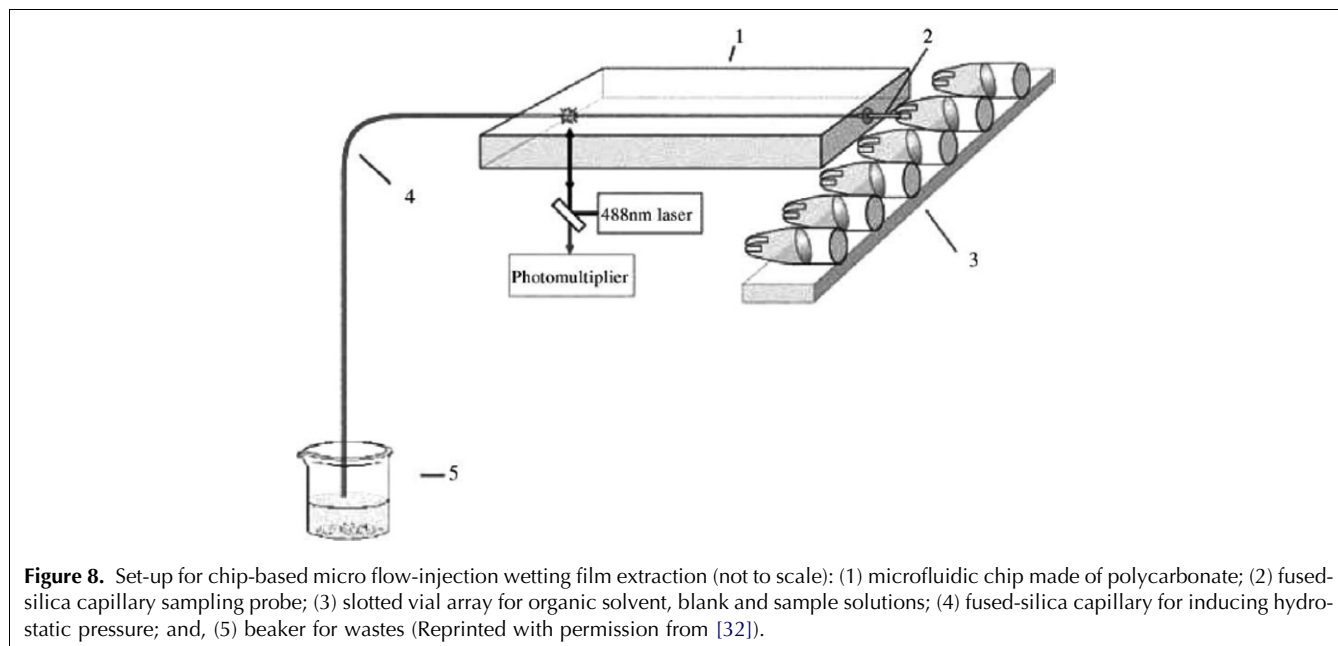 1
2
488nm laser
4
Photomultiplier
3
5
Figure 8. Set-up for chip-based micro flow-injection wetting film extraction (not to scale): (1) microfluidic chip made of polycarbonate; (2) fused-
silica capillary sampling probe; (3) slotted vial array for organic solvent, blank and sample solutions; (4) fused-silica capillary for inducing hydro-
static pressure; and, (5) beaker for wastes (Reprinted with permission from [32]).